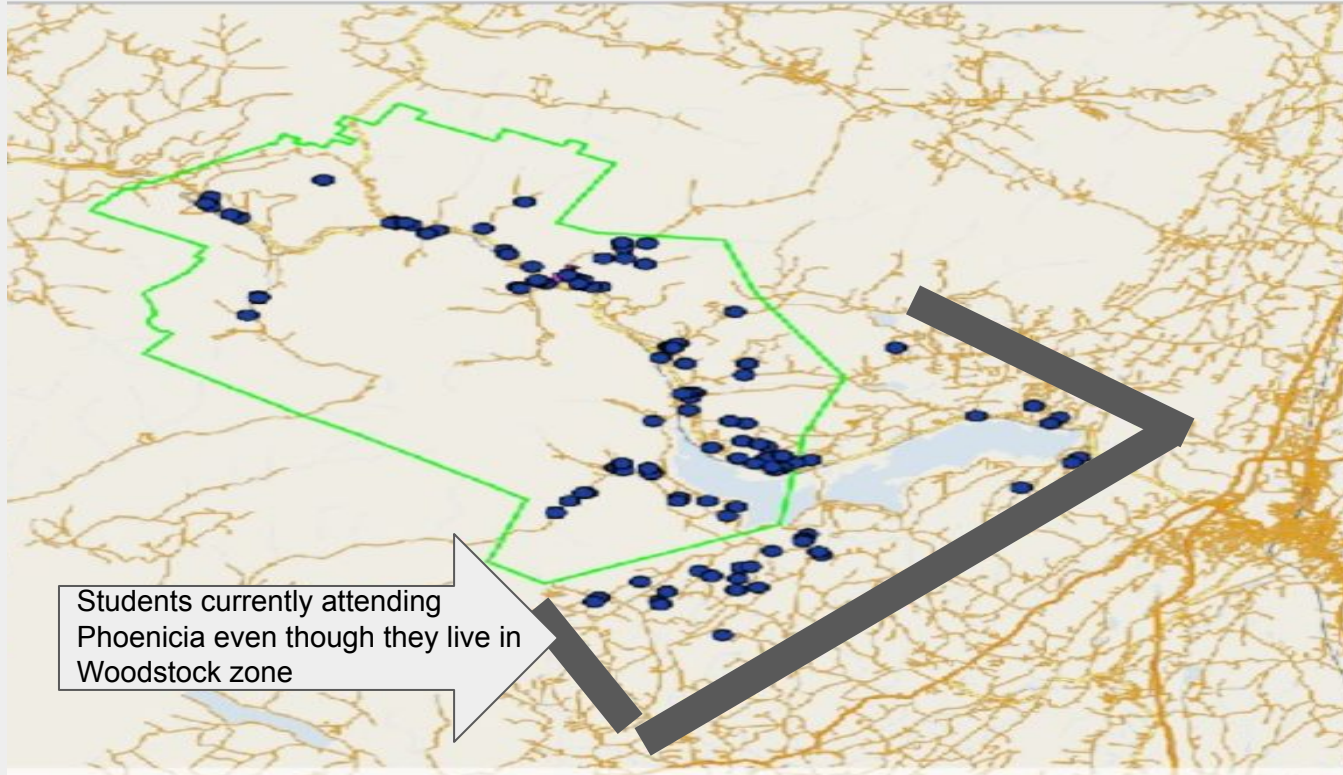 Students currently attending
Phoenicia even though they live in
Woodstock zone